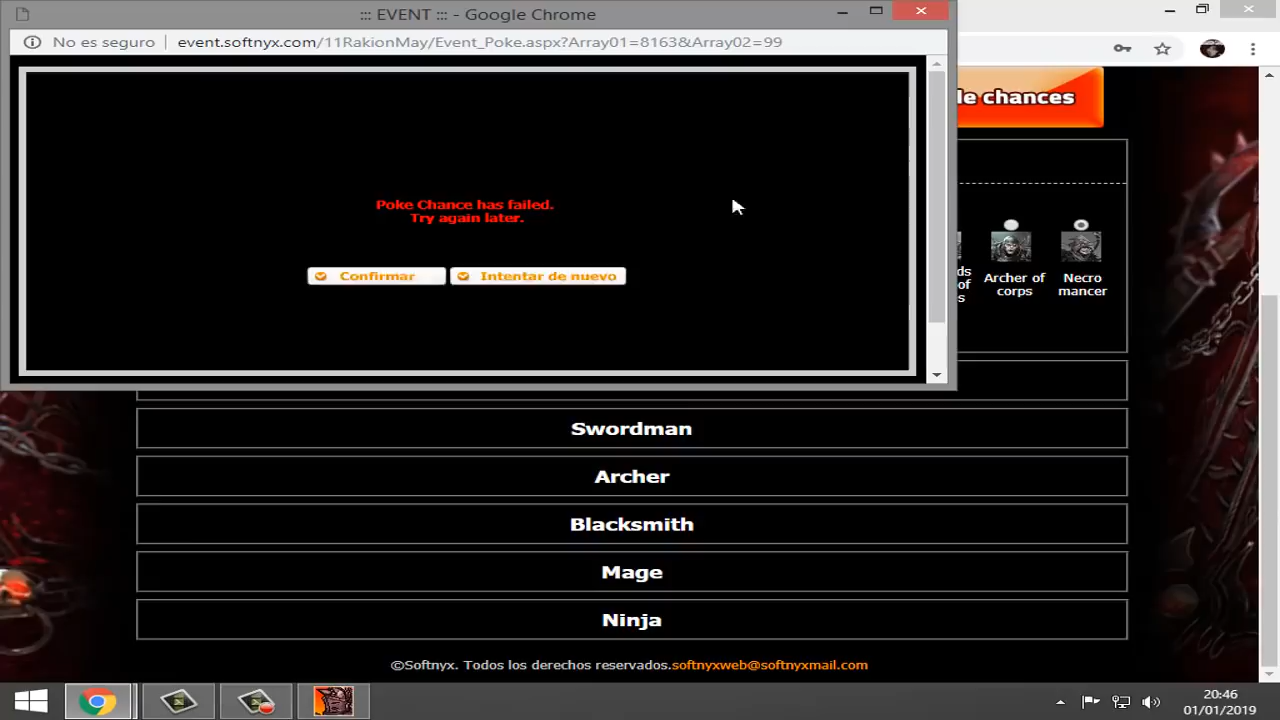 ::: EVENT ::: - Google Chrome
No es seguro
event.softnyx.com/11RakionMay/Event_Poke.aspx?Array01=8163&Array02=99
Poke Chance has failed.
Try again later.
Confirmar
Intentar de nuevo
chances
Archer of
corps
Necro
mancer
Swordman
Archer
Blacksmith
Mage
Ninja
©Softnyx. Todos los derechos reservados.softnyxweb@softnyxmail.com
20:46
01/01/2019